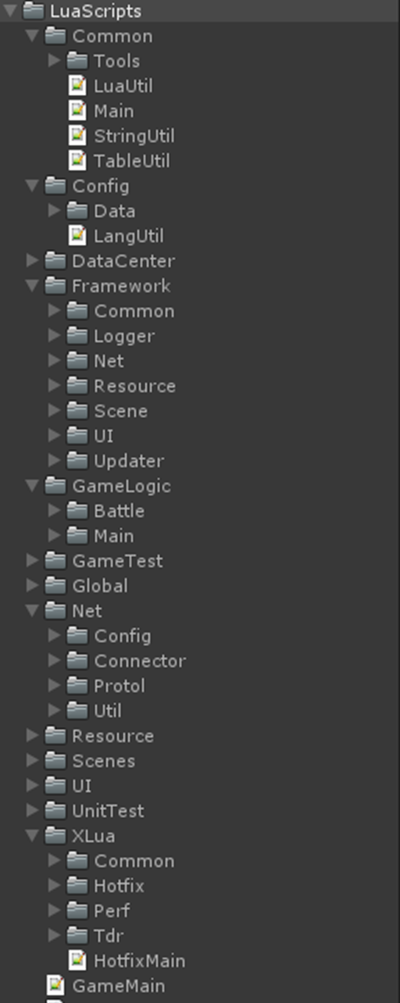 LuaScripts
Common
Tools
LuaUtil
Main
StringUtil
TableUtil
Config
Data
LangUtil
DataCenter
Framework
Common
Logger
Net
Resource
Scene
UI
Updater
GameLogic
Battle
Main
GameTest
Global
Net
Config
Connector
Protol
Util
Resource
Scenes
UI
UnitTest
XLua
Common
Hotfix
Perf
Tdr
HotfixMain
GameMain